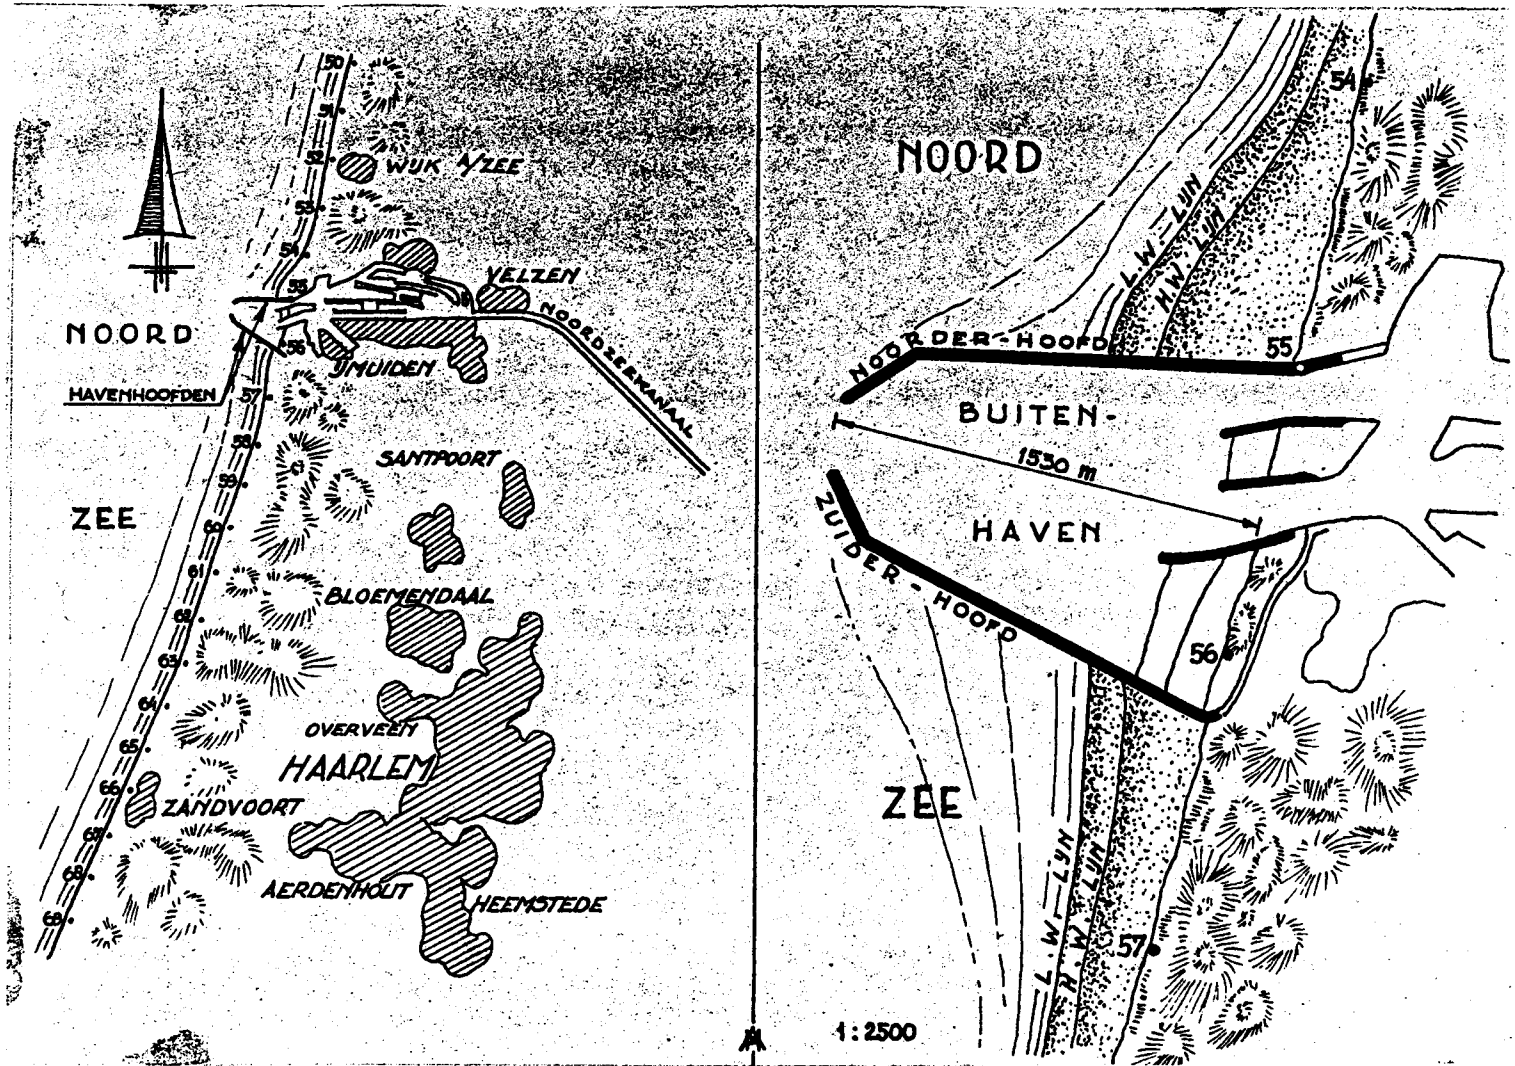 50
51
52
WIJK A/ZEE
53
54
VELZEN
55
NOORDZEEKANAAL
NOORD
56
IJMUIDEN
HAVENHOOFDEN
57
58
SANTPOORT
59
ZEE
60
61
BLOEMENDAAL
62
63
64
OVERVEEN
65
HAARLEM
66
ZANDVOORT
67
68
AERDENHOUT
HEEMSTEDE
69
NOORD
54
L.W-LIJN
H.W LIJN
NOORDER-HOOFD
55
BUITEN-
1530 m
HAVEN
ZUIDER-HOOFD
56
ZEE
L.W-LIJN
H.W. LIJN
57
1:2500